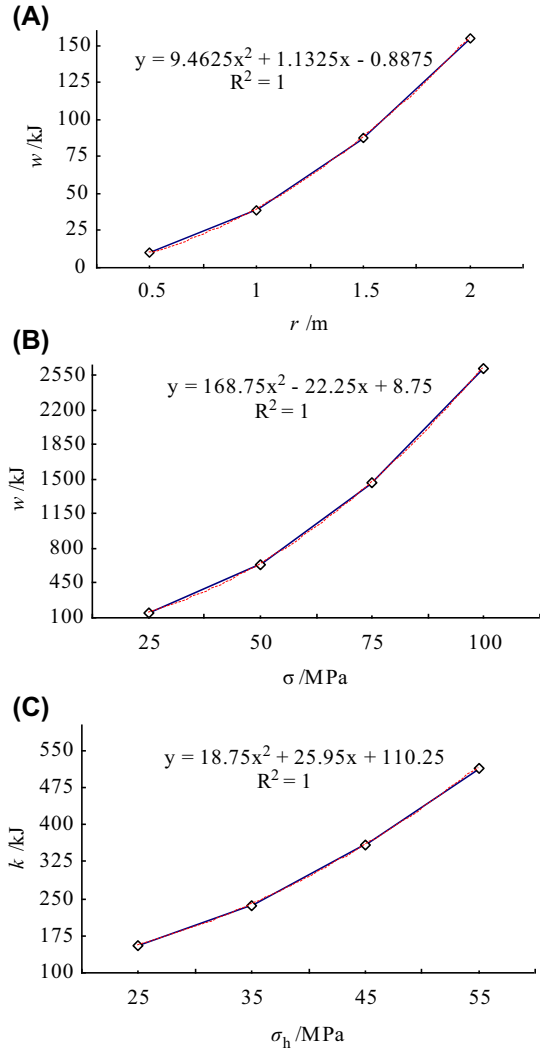 (A)
150
125
100
75
50
25
0
w /kJ
y = 9.4625x² + 1.1325x - 0.8875
R² = 1
0.5 1 1.5 2
r /m
(B)
2550
2200
1850
1500
1150
800
450
100
w /kJ
y = 168.75x² - 22.25x + 8.75
R² = 1
25 50 75 100
σ /MPa
(C)
550
475
400
325
250
175
100
k /kJ
y = 18.75x² + 25.95x + 110.25
R² = 1
25 35 45 55
σh /MPa